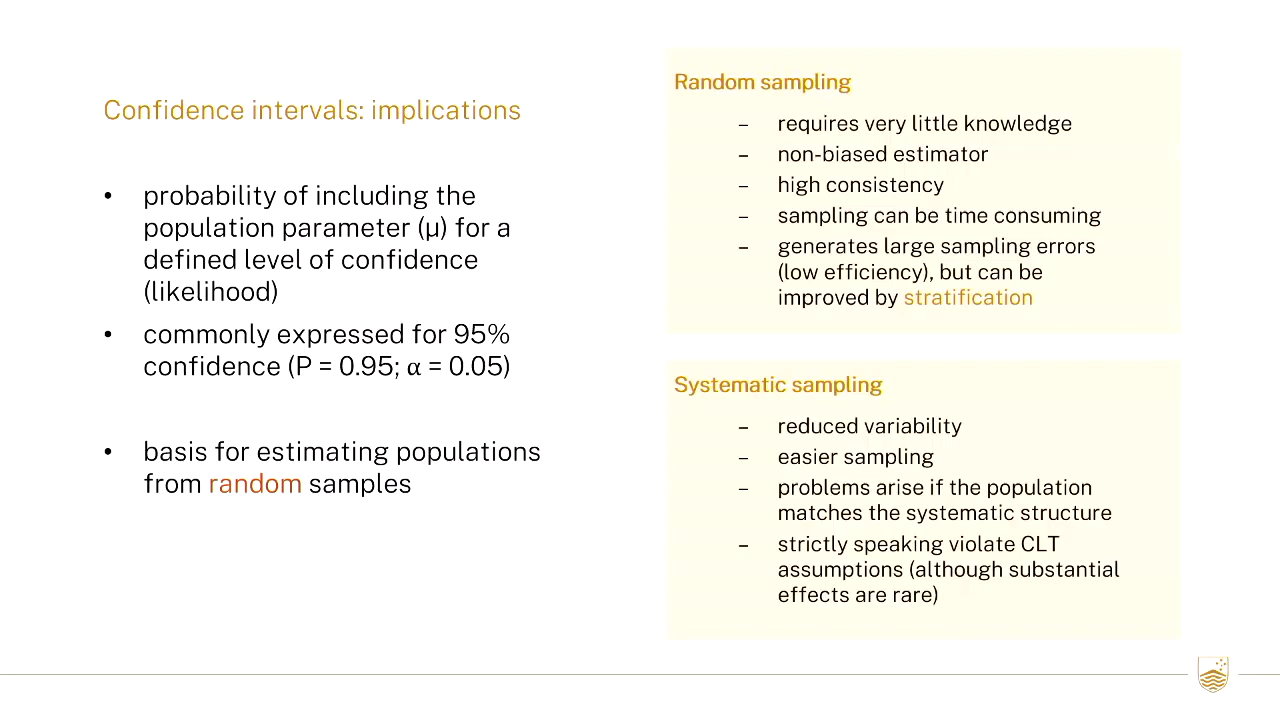 Confidence intervals: implications
• probability of including the
population parameter (µ) for a
defined level of confidence
(likelihood)
• commonly expressed for 95%
confidence (P = 0.95; α = 0.05)
• basis for estimating populations
from random samples
Random sampling
– requires very little knowledge
– non-biased estimator
– high consistency
– sampling can be time consuming
– generates large sampling errors
(low efficiency), but can be
improved by stratification
Systematic sampling
– reduced variability
– easier sampling
– problems arise if the population
matches the systematic structure
– strictly speaking violate CLT
assumptions (although substantial
effects are rare)